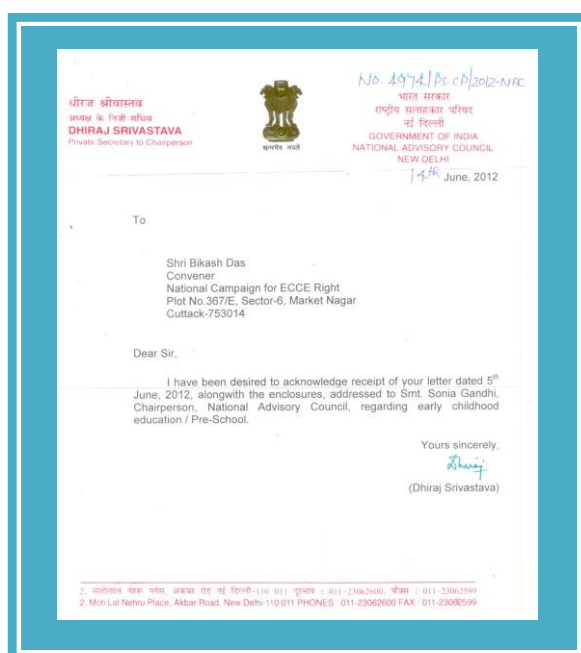 No. 4974/PS-CP/2012-NAC
धीरज श्रीवास्तव
अध्यक्ष के निजी सचिव
DHIRAJ SRIVASTAVA
Private Secretary to Chairperson
सत्यमेव जयते
भारत सरकार
राष्ट्रीय सलाहकार परिषद
नई दिल्ली
GOVERNMENT OF INDIA
NATIONAL ADVISORY COUNCIL
NEW DELHI
14th June, 2012
To
Shri Bikash Das
Convener
National Campaign for ECCE Right
Plot No.367/E, Sector-6, Market Nagar
Cuttack-753014
Dear Sir,
I have been desired to acknowledge receipt of your letter dated 5th
June, 2012, alongwith the enclosures, addressed to Smt. Sonia Gandhi,
Chairperson, National Advisory Council, regarding early childhood
education / Pre-School.
Yours sincerely,
Dhiraj
(Dhiraj Srivastava)
2, मोतीलाल नेहरू प्लेस, अकबर रोड नई दिल्ली-110 011 दूरभाष : 011-23062600, फैक्स : 011-23062599
2, Moti Lal Nehru Place, Akbar Road, New Delhi-110 011 PHONES : 011-23062600 FAX : 011-23062599